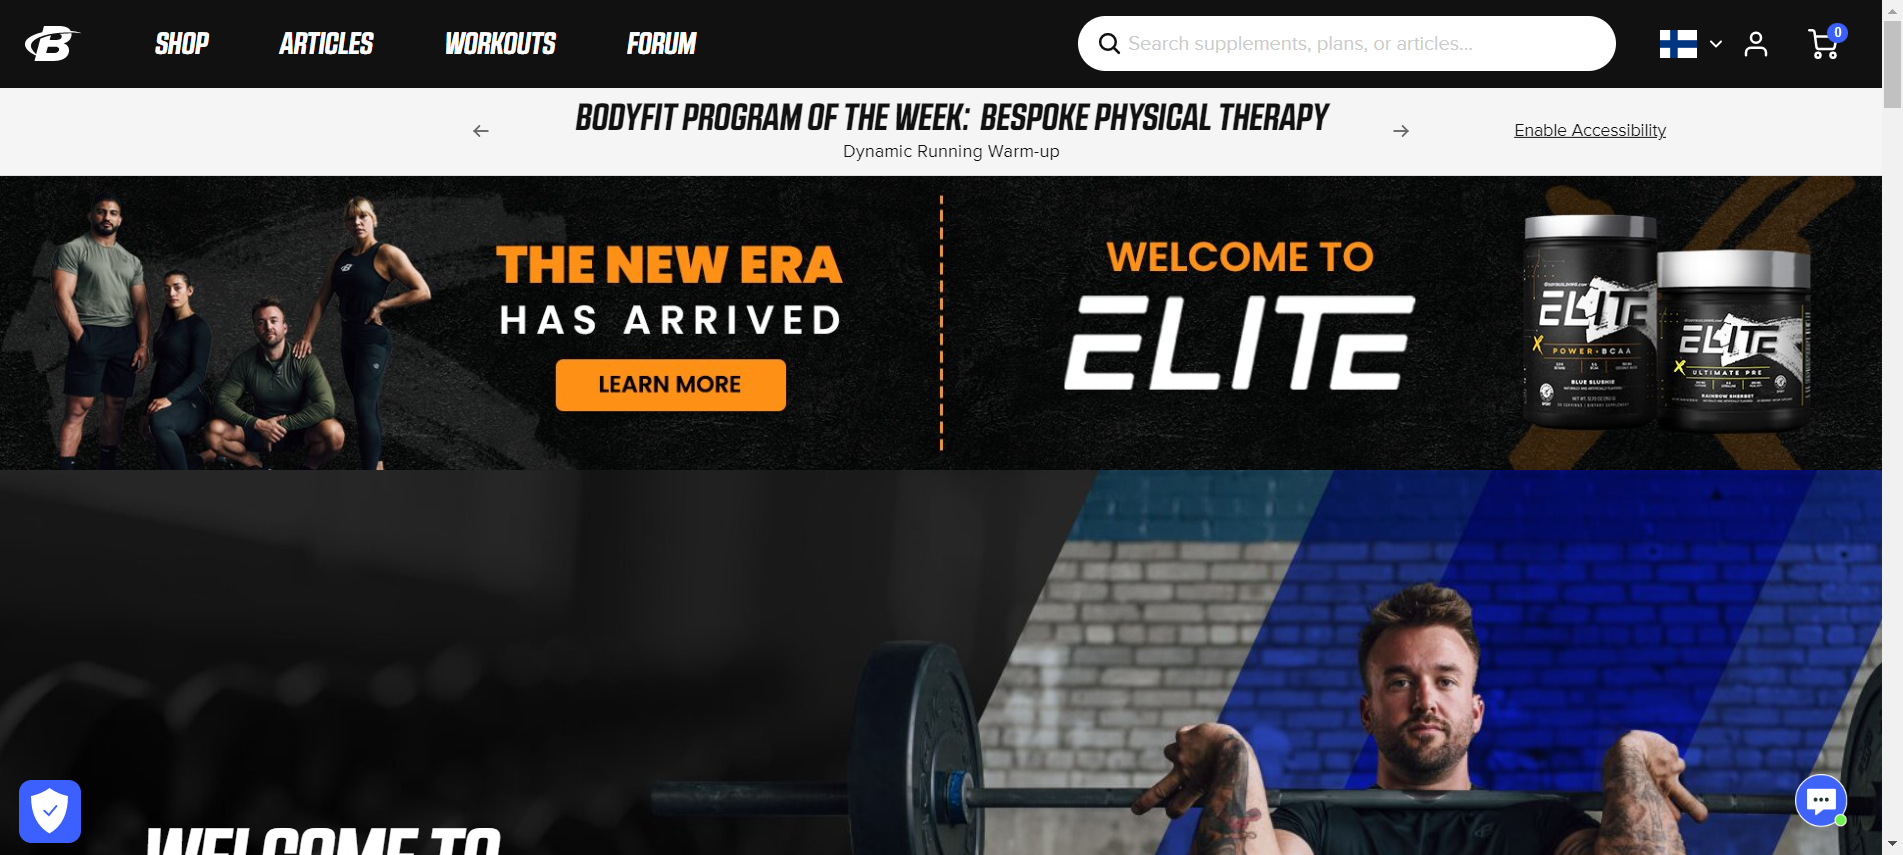 B
SHOP
ARTICLES
WORKOUTS
FORUM
Search supplements, plans, or articles...
0
BODYFIT PROGRAM OF THE WEEK: BESPOKE PHYSICAL THERAPY
Dynamic Running Warm-up
Enable Accessibility
THE NEW ERA
HAS ARRIVED
LEARN MORE
WELCOME TO
ELITE
BODYBUILDING.COM
ELITE
POWER+BCAA
BLUE SLUSHIE
ELITE
ULTIMATE PRE
RAINBOW SHERBET
WELCOME TO